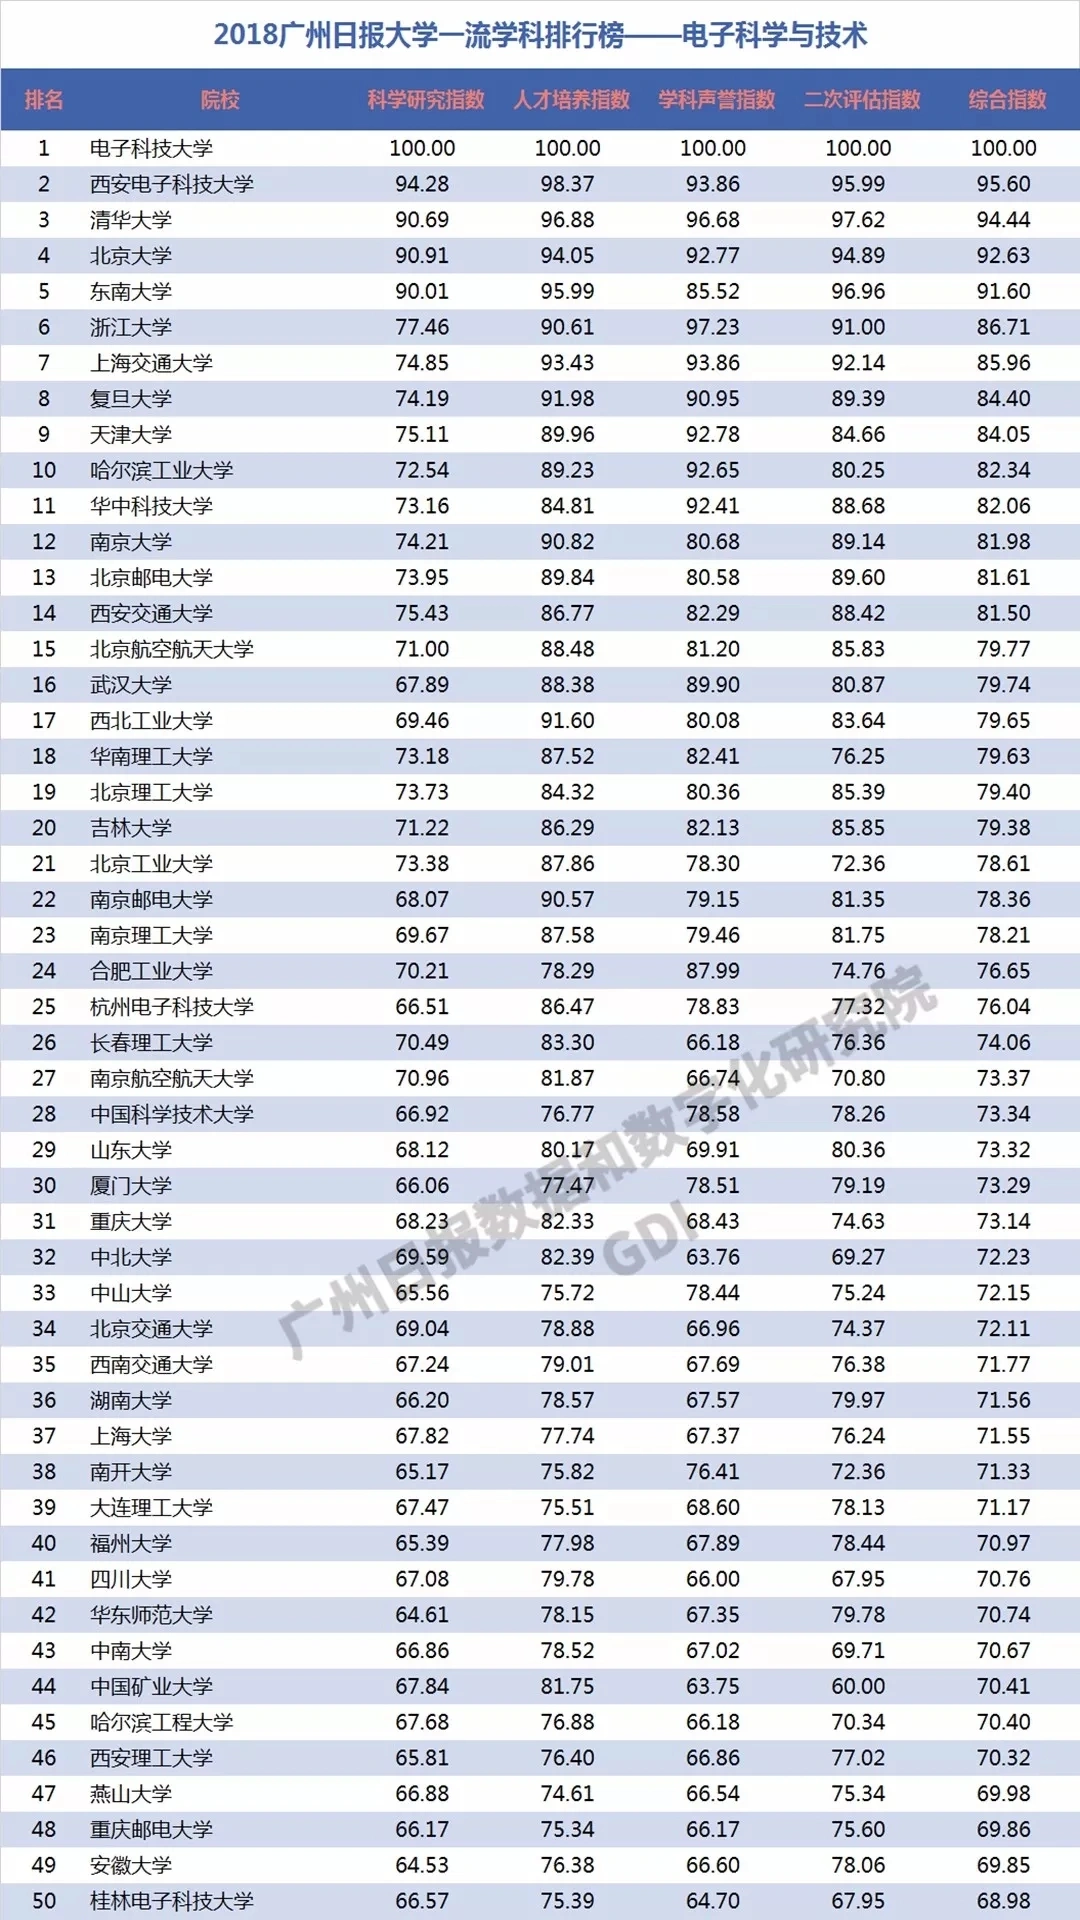 2018广州日报大学一流学科排行榜——电子科学与技术
排名 院校 科学研究指数 人才培养指数 学科声誉指数 二次评估指数 综合指数
1 电子科技大学 100.00 100.00 100.00 100.00 100.00
2 西安电子科技大学 94.28 98.37 93.86 95.99 95.60
3 清华大学 90.69 96.88 96.68 97.62 94.44
4 北京大学 90.91 94.05 92.77 94.89 92.63
5 东南大学 90.01 95.99 85.52 96.96 91.60
6 浙江大学 77.46 90.61 97.23 91.00 86.71
7 上海交通大学 74.85 93.43 93.86 92.14 85.96
8 复旦大学 74.19 91.98 90.95 89.39 84.40
9 天津大学 75.11 89.96 92.78 84.66 84.05
10 哈尔滨工业大学 72.54 89.23 92.65 80.25 82.34
11 华中科技大学 73.16 84.81 92.41 88.68 82.06
12 南京大学 74.21 90.82 80.68 89.14 81.98
13 北京邮电大学 73.95 89.84 80.58 89.60 81.61
14 西安交通大学 75.43 86.77 82.29 88.42 81.50
15 北京航空航天大学 71.00 88.48 81.20 85.83 79.77
16 武汉大学 67.89 88.38 89.90 80.87 79.74
17 西北工业大学 69.46 91.60 80.08 83.64 79.65
18 华南理工大学 73.18 87.52 82.41 76.25 79.63
19 北京理工大学 73.73 84.32 80.36 85.39 79.40
20 吉林大学 71.22 86.29 82.13 85.85 79.38
21 北京工业大学 73.38 87.86 78.30 72.36 78.61
22 南京邮电大学 68.07 90.57 79.15 81.35 78.36
23 南京理工大学 69.67 87.58 79.46 81.75 78.21
24 合肥工业大学 70.21 78.29 87.99 74.76 76.65
25 杭州电子科技大学 66.51 86.47 78.83 77.32 76.04
26 长春理工大学 70.49 83.30 66.18 76.36 74.06
27 南京航空航天大学 70.96 81.87 66.74 70.80 73.37
28 中国科学技术大学 66.92 76.77 78.58 78.26 73.34
29 山东大学 68.12 80.17 69.91 80.36 73.32
30 厦门大学 66.06 77.47 78.51 79.19 73.29
31 重庆大学 68.23 82.33 68.43 74.63 73.14
32 中北大学 69.59 82.39 63.76 69.27 72.23
33 中山大学 65.56 75.72 78.44 75.24 72.15
34 北京交通大学 69.04 78.88 66.96 74.37 72.11
35 西南交通大学 67.24 79.01 67.69 76.38 71.77
36 湖南大学 66.20 78.57 67.57 79.97 71.56
37 上海大学 67.82 77.74 67.37 76.24 71.55
38 南开大学 65.17 75.82 76.41 72.36 71.33
39 大连理工大学 67.47 75.51 68.60 78.13 71.17
40 福州大学 65.39 77.98 67.89 78.44 70.97
41 四川大学 67.08 79.78 66.00 67.95 70.76
42 华东师范大学 64.61 78.15 67.35 79.78 70.74
43 中南大学 66.86 78.52 67.02 69.71 70.67
44 中国矿业大学 67.84 81.75 63.75 60.00 70.41
45 哈尔滨工程大学 67.68 76.88 66.18 70.34 70.40
46 西安理工大学 65.81 76.40 66.86 77.02 70.32
47 燕山大学 66.88 74.61 66.54 75.34 69.98
48 重庆邮电大学 66.17 75.34 66.17 75.60 69.86
49 安徽大学 64.53 76.38 66.60 78.06 69.85
50 桂林电子科技大学 66.57 75.39 64.70 67.95 68.98
广州日报数据和数字化研究院
GDI